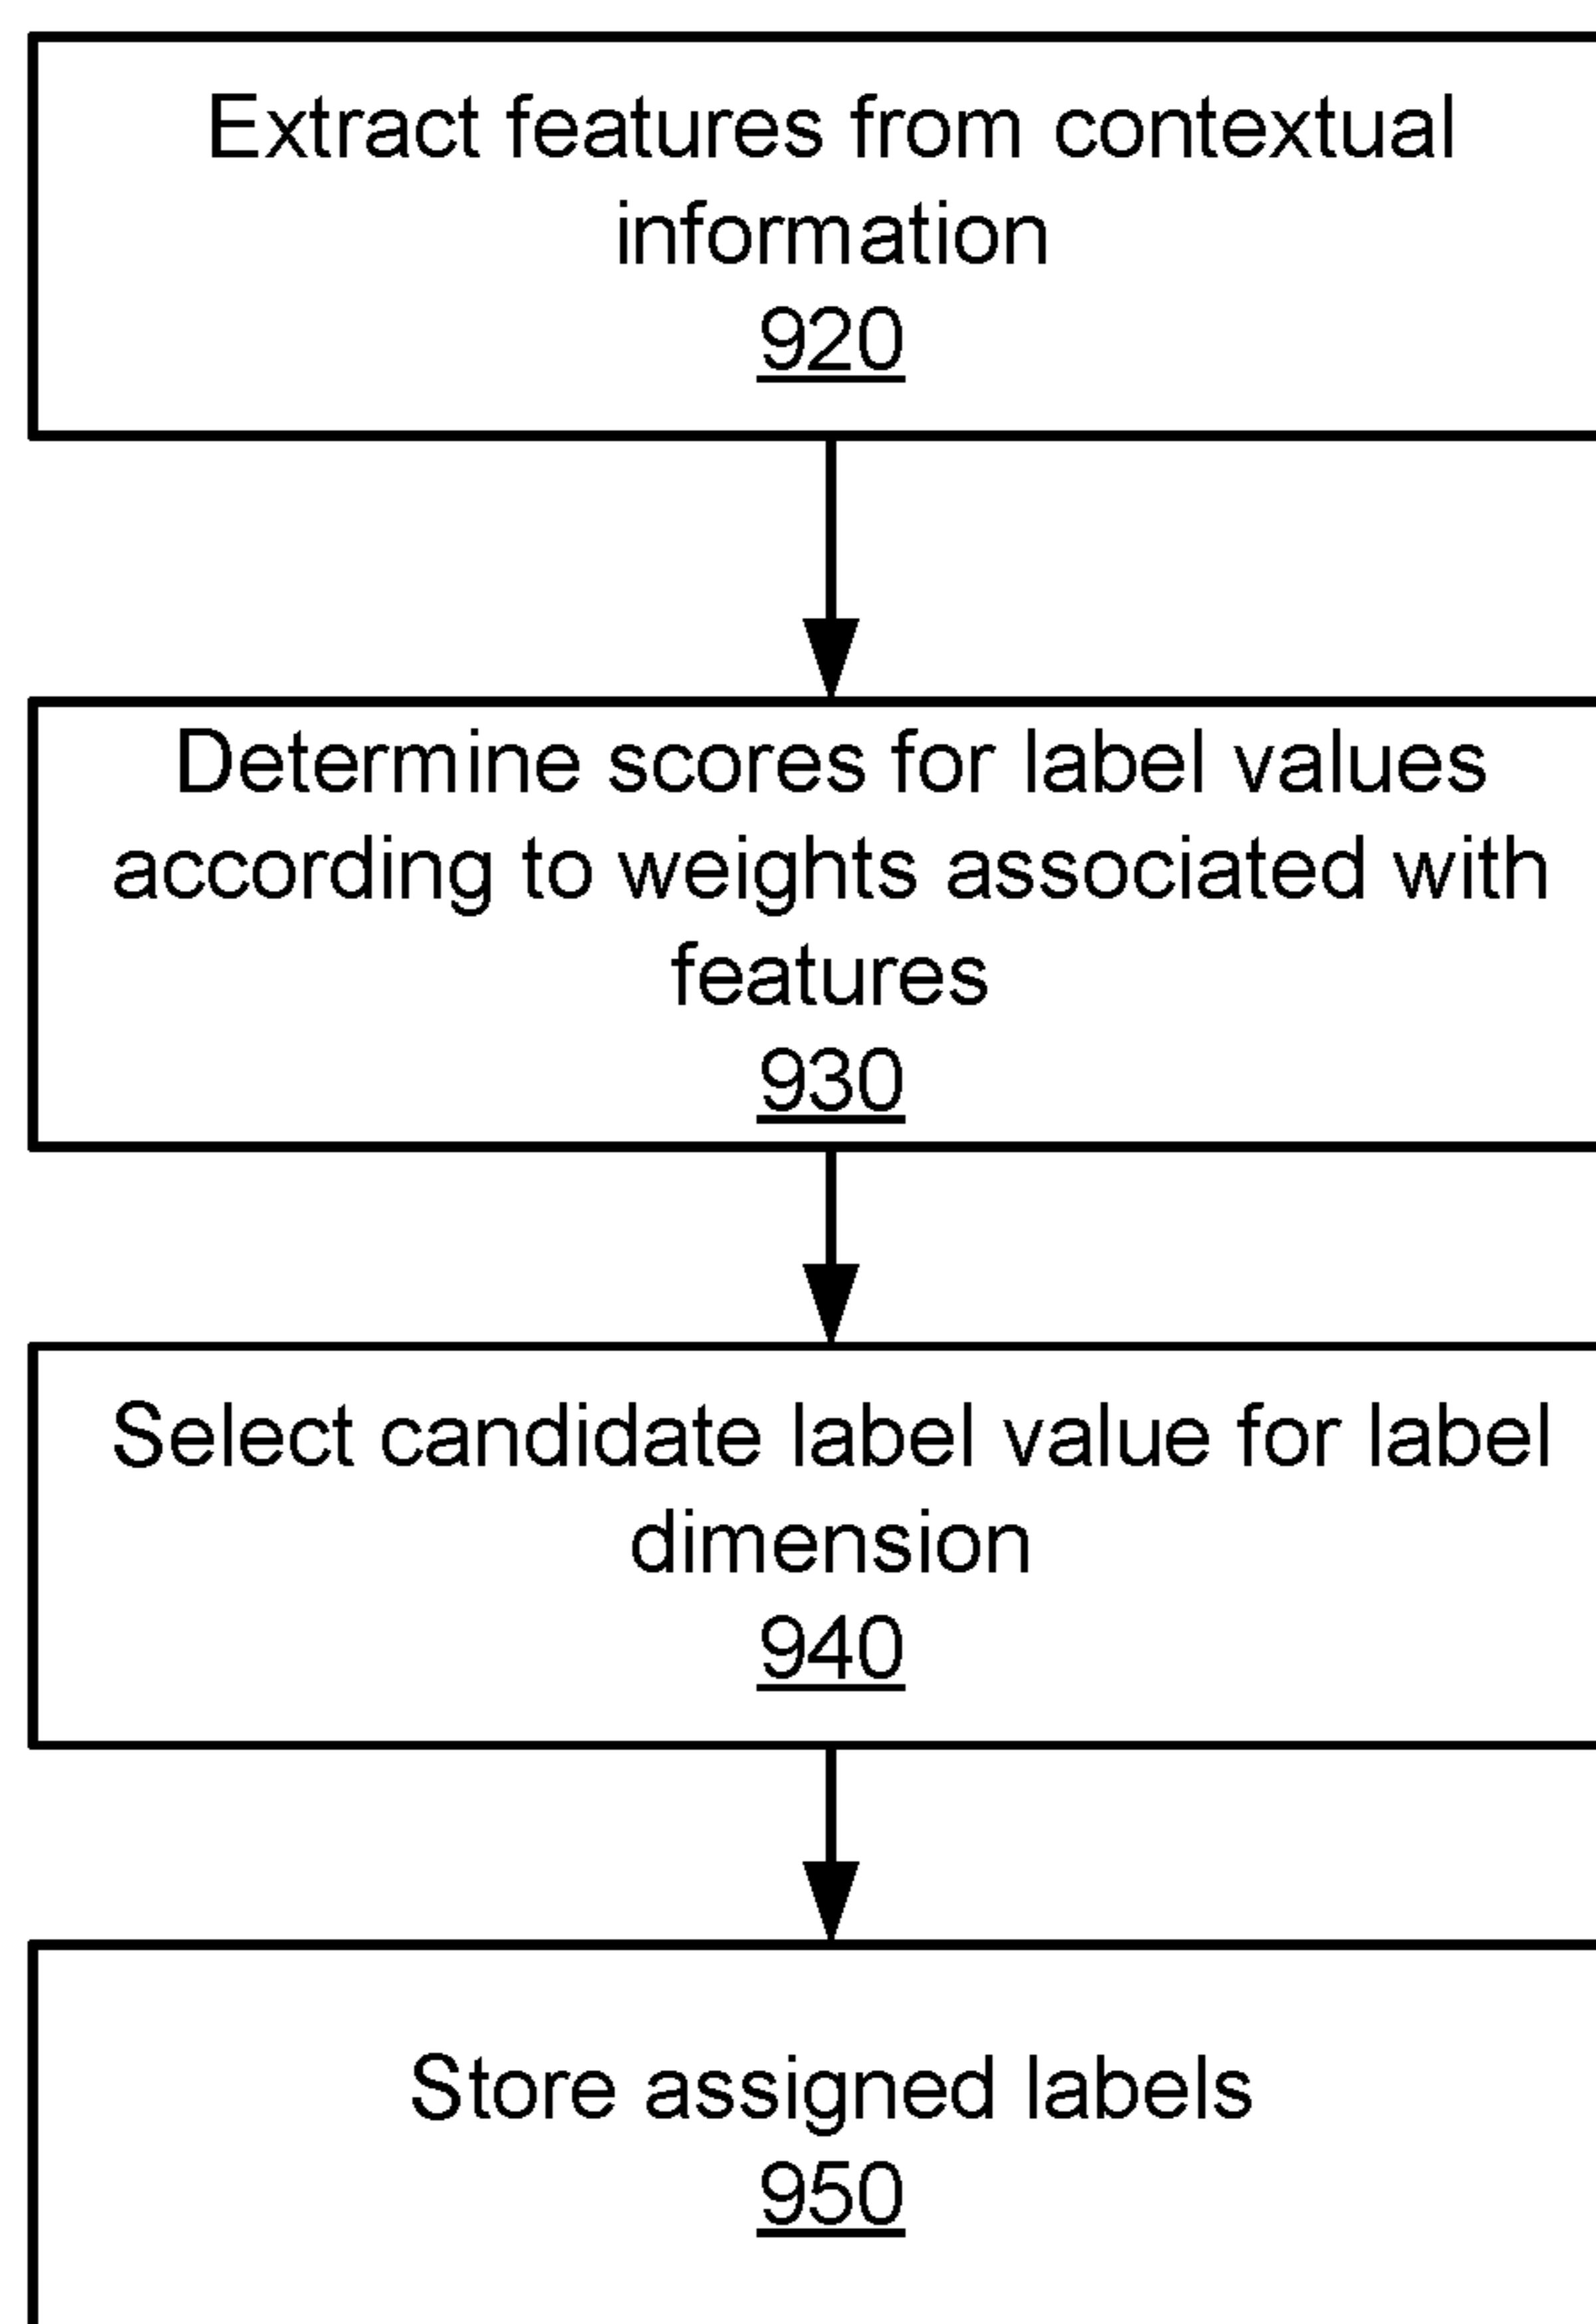 Extract features from contextual
information
920
Determine scores for label values
according to weights associated with
features
930
Select candidate label value for label
dimension
940
Store assigned labels
950